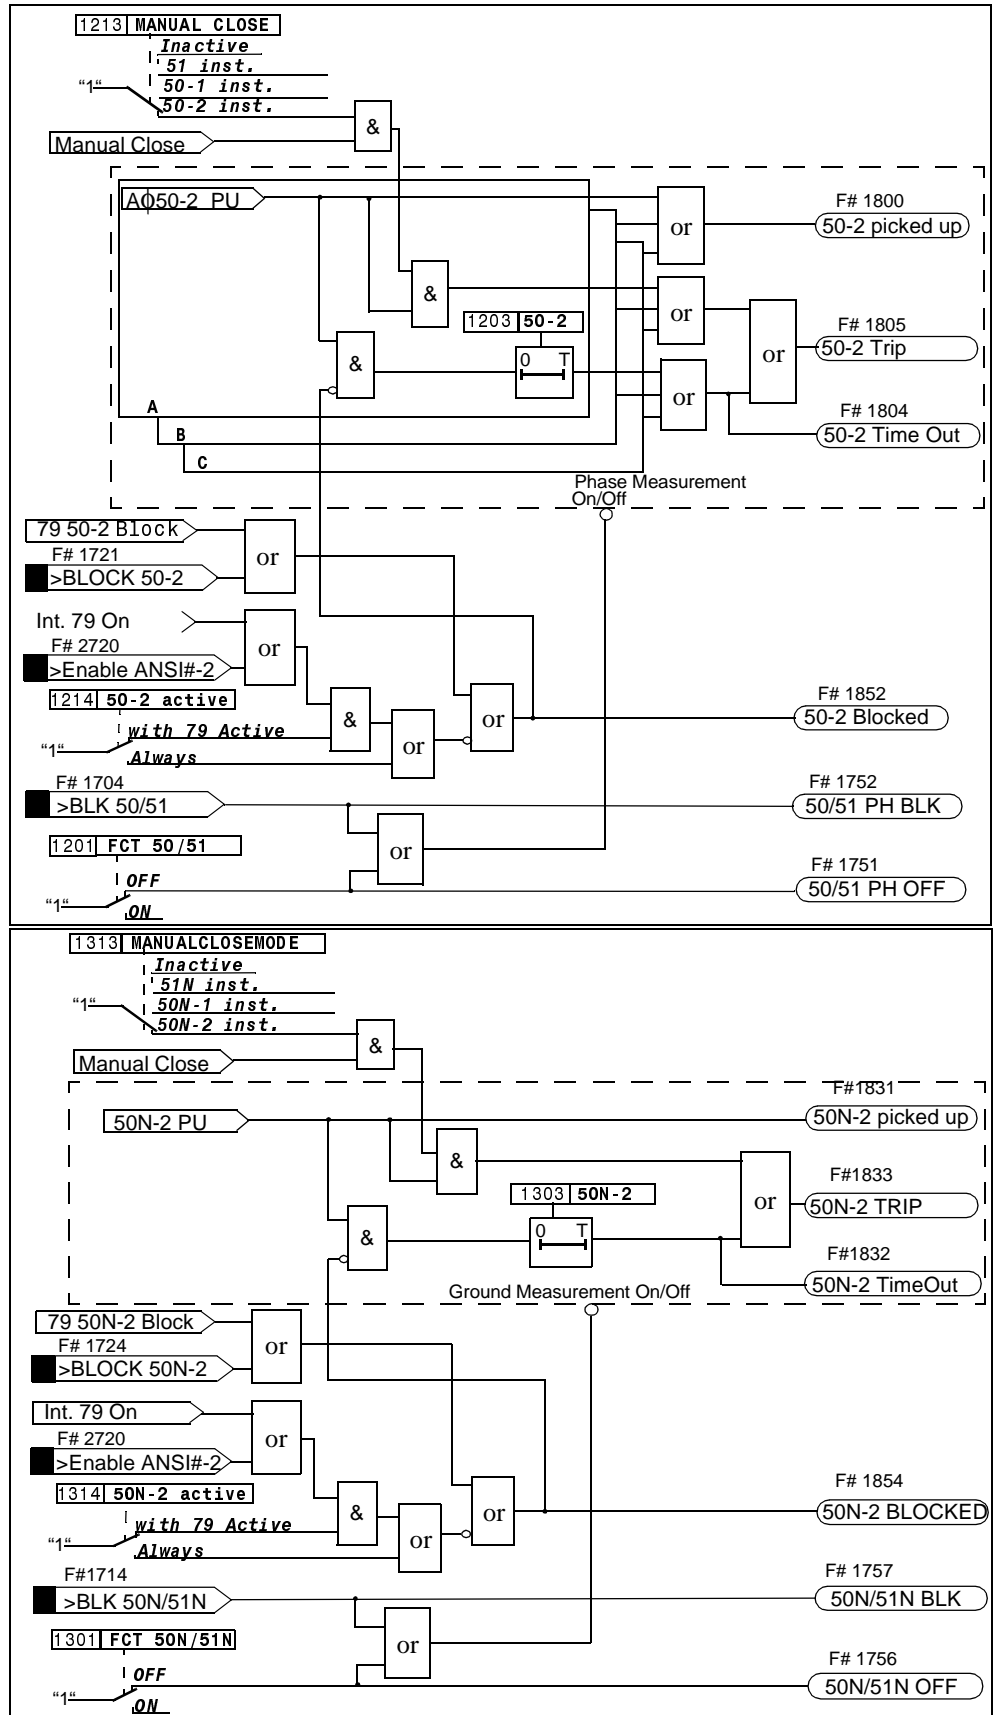 1213 MANUAL CLOSE
Inactive
51 inst.
50-1 inst.
50-2 inst.
“1“
&
Manual Close
AΦ50-2 PU
or
F# 1800
50-2 picked up
&
or
1203 50-2
F# 1805
50-2 Trip
or
&
0 T
or
F# 1804
50-2 Time Out
A
B
C
Phase Measurement
On/Off
79 50-2 Block
or
F# 1721
>BLOCK 50-2
Int. 79 On
or
F# 2720
>Enable ANSI#-2
1214 50-2 active
&
or
F# 1852
50-2 Blocked
with 79 Active
“1“
or
Always
F# 1704
>BLK 50/51
F# 1752
50/51 PH BLK
1201 FCT 50/51
or
F# 1751
50/51 PH OFF
OFF
“1“
ON
1313 MANUALCLOSEMODE
Inactive
51N inst.
50N-1 inst.
50N-2 inst.
“1“
&
Manual Close
F#1831
50N-2 PU
50N-2 picked up
&
F#1833
50N-2 TRIP
or
1303 50N-2
&
0 T
F#1832
50N-2 TimeOut
Ground Measurement On/Off
79 50N-2 Block
or
F# 1724
>BLOCK 50N-2
Int. 79 On
or
F# 2720
>Enable ANSI#-2
1314 50N-2 active
&
or
F# 1854
50N-2 BLOCKED
with 79 Active
“1“
or
Always
F#1714
>BLK 50N/51N
F# 1757
50N/51N BLK
1301 FCT 50N/51N
or
F# 1756
50N/51N OFF
OFF
“1“
ON